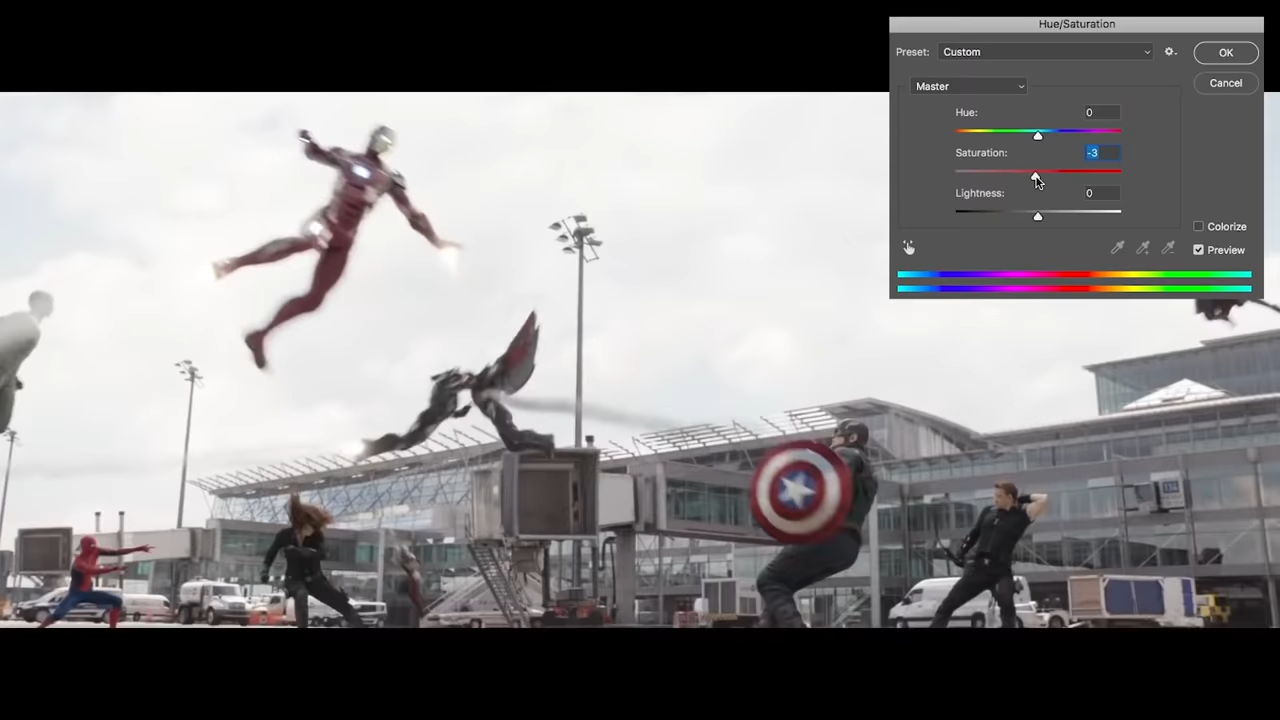 Hue/Saturation
Preset: Custom
OK
Master
Cancel
Hue: 0
Saturation: -3
Lightness: 0
Colorize
Preview